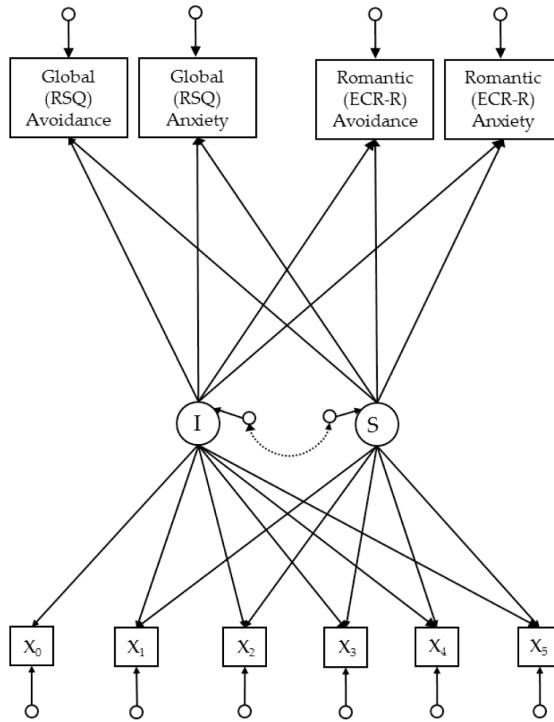 Global
(RSQ)
Avoidance
Global
(RSQ)
Anxiety
Romantic
(ECR-R)
Avoidance
Romantic
(ECR-R)
Anxiety
I
S
X₀
X₁
X₂
X₃
X₄
X₅